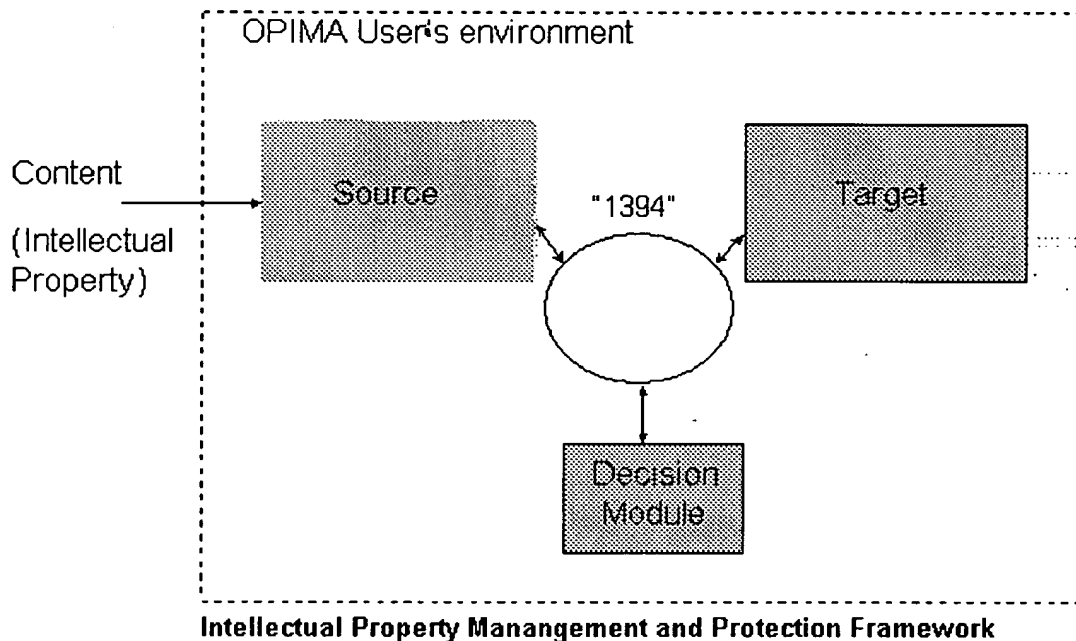 OPIMA User's environment
Content
(Intellectual
Property)
Source
"1394"
Target
Decision
Module
Intellectual Property Manangement and Protection Framework